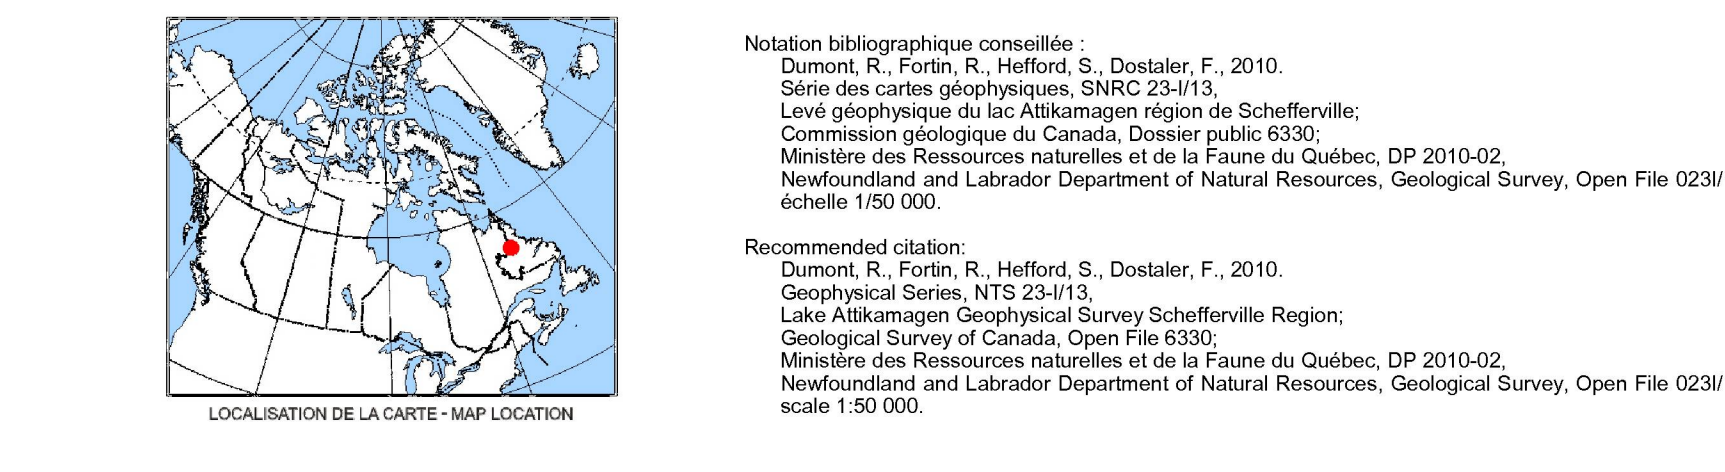 LOCALISATION DE LA CARTE - MAP LOCATION
Notation bibliographique conseillée :
Dumont, R., Fortin, R., Hefford, S., Dostaler, F., 2010.
Série des cartes géophysiques, SNRC 23-I/13,
Levé géophysique du lac Attikamagen région de Schefferville;
Commission géologique du Canada, Dossier public 6330;
Ministère des Ressources naturelles et de la Faune du Québec, DP 2010-02,
Newfoundland and Labrador Department of Natural Resources, Geological Survey, Open File 023I/
échelle 1/50 000.
Recommended citation:
Dumont, R., Fortin, R., Hefford, S., Dostaler, F., 2010.
Geophysical Series, NTS 23-I/13,
Lake Attikamagen Geophysical Survey Schefferville Region;
Geological Survey of Canada, Open File 6330;
Ministère des Ressources naturelles et de la Faune du Québec, DP 2010-02,
Newfoundland and Labrador Department of Natural Resources, Geological Survey, Open File 023I/
scale 1:50 000.